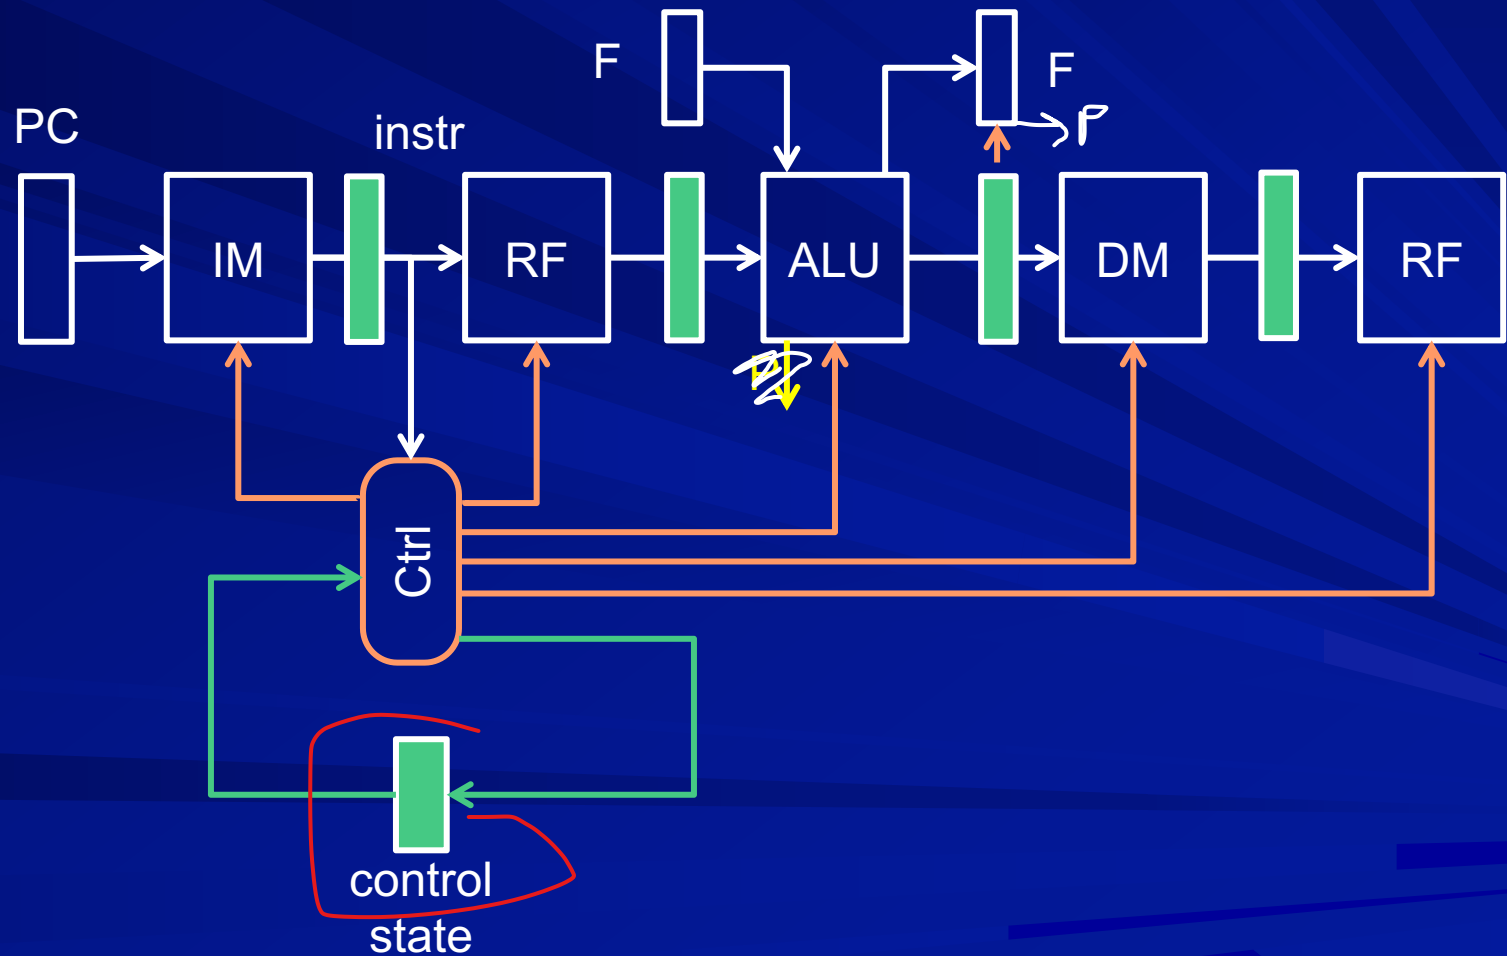 F
F
PC
instr
F
IM
RF
ALU
DM
RF
Ctrl
control
state